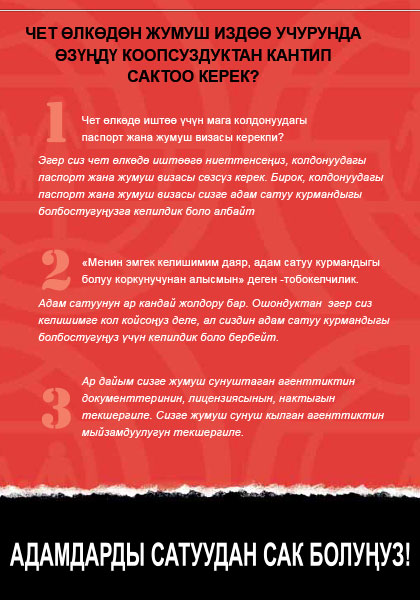 ЧЕТ ӨЛКӨДӨН ЖУМУШ ИЗДӨӨ УЧУРУНДА
ӨЗҮҢДҮ КООПСУЗДУКТАН КАНТИП
САКТОО КЕРЕК?
1
Чет өлкөдө иштөө үчүн мага колдонуудагы
паспорт жана жумуш визасы керекпи?
Эгер сиз чет өлкөдө иштөөгө ниеттенсеңиз, колдонуудагы
паспорт жана жумуш визасы сөзсүз керек. Бирок, колдонуудагы
паспорт жана жумуш визасы сизге адам сатуу курмандыгы
болбостугуңузга кепилдик боло албайт
2
«Менин эмгек келишимим даяр, адам сатуу курмандыгы
болуу коркунучунан алысмын» деген -тобокелчилик.
Адам сатуунун ар кандай жолдору бар. Ошондуктан эгер сиз
келишимге кол койсоңуз деле, ал сиздин адам сатуу курмандыгы
болбостугуңуз үчүн кепилдик боло бербейт.
3
Ар дайым сизге жумуш сунуштаган агенттиктин
документтеринин, лицензиясынын, нактыгын
текшергиле. Сизге жумуш сунуш кылган агенттиктин
мыйзамдуулугун текшергиле.
АДАМДАРДЫ САТУУДАН САК БОЛУҢУЗ!